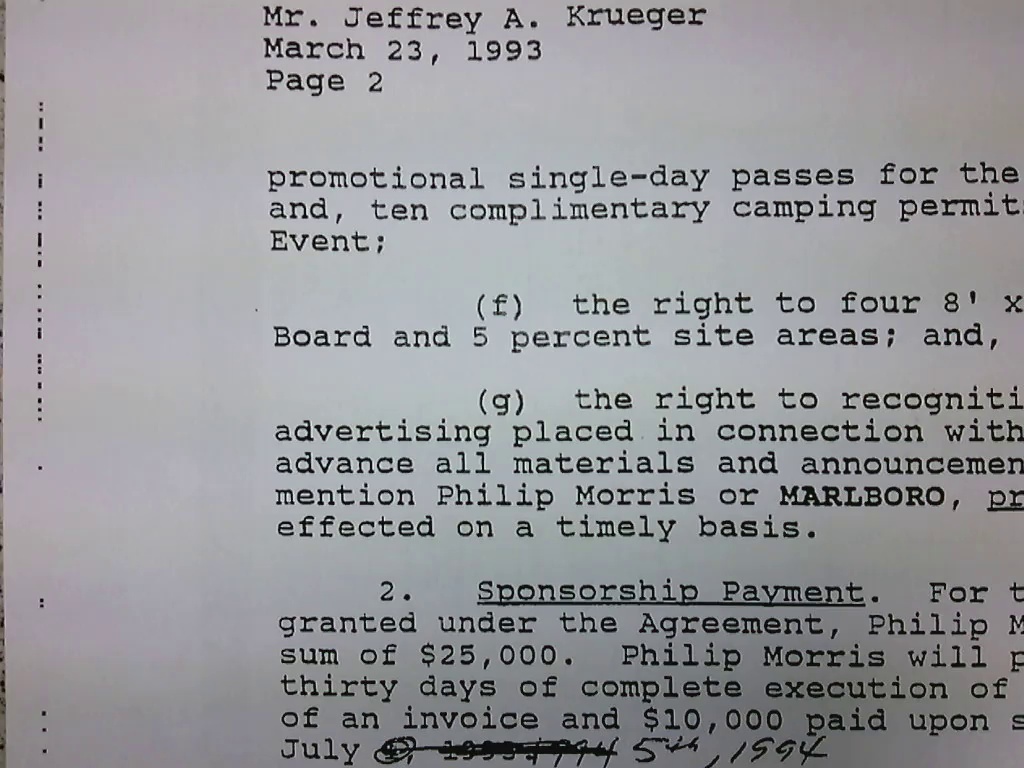 Mr. Jeffrey A. Krueger
March 23, 1993
Page 2
promotional single-day passes for the
and, ten complimentary camping permits
Event;
(f) the right to four 8' x
Board and 5 percent site areas; and,
(g) the right to recogniti
advertising placed in connection with
advance all materials and announcemen
mention Philip Morris or MARLBORO, pr
effected on a timely basis.
2. Sponsorship Payment. For t
granted under the Agreement, Philip M
sum of $25,000. Philip Morris will p
thirty days of complete execution of
of an invoice and $10,000 paid upon s
July 5th, 1994